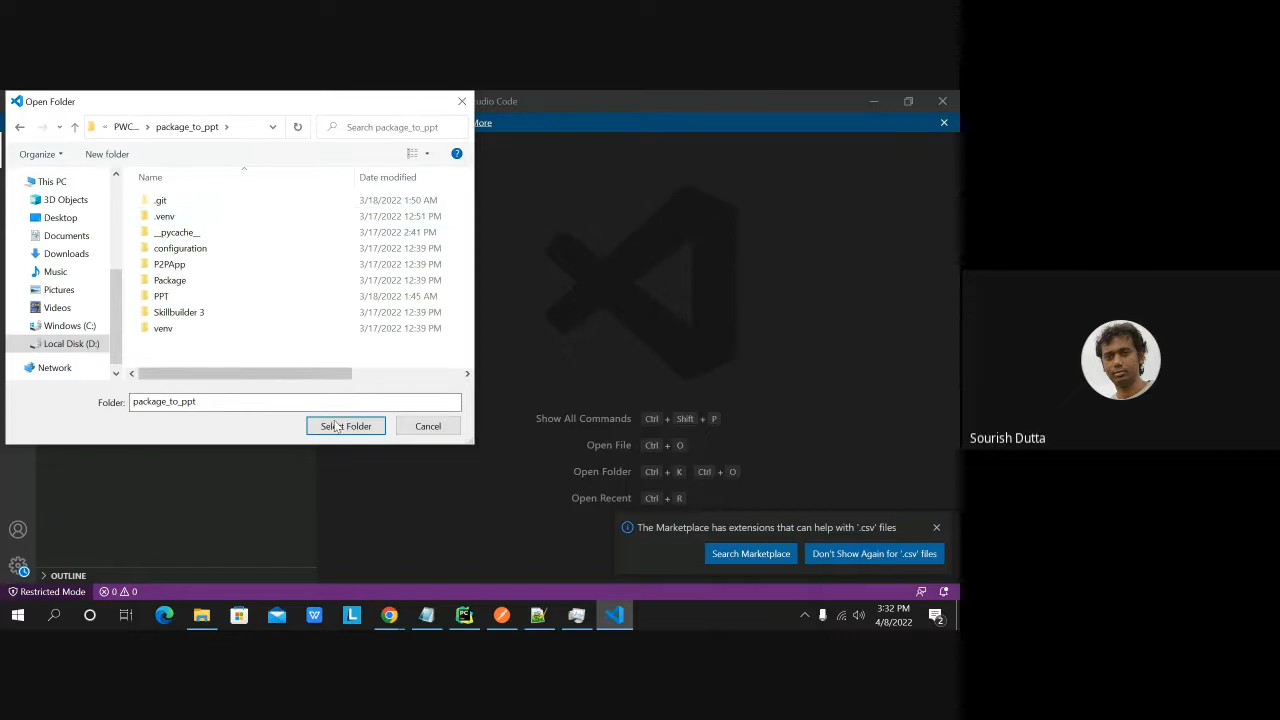 Open Folder
tudio Code
« PWC... > package_to_ppt >
Search package_to_ppt
More
Organize
New folder
This PC
3D Objects
Desktop
Documents
Downloads
Music
Pictures
Videos
Windows (C:)
Local Disk (D:)
Network
Name
Date modified
.git 3/18/2022 1:50 AM
.venv 3/17/2022 12:51 PM
__pycache__ 3/17/2022 2:41 PM
configuration 3/17/2022 12:39 PM
P2PApp 3/17/2022 12:39 PM
Package 3/17/2022 12:39 PM
PPT 3/18/2022 1:45 AM
Skillbuilder 3 3/17/2022 12:39 PM
venv 3/17/2022 12:39 PM
Folder: package_to_ppt
Select Folder
Cancel
Show All Commands Ctrl + Shift + P
Open File Ctrl + O
Open Folder Ctrl + K Ctrl + O
Open Recent Ctrl + R
The Marketplace has extensions that can help with '.csv' files
Search Marketplace
Don't Show Again for '.csv' files
OUTLINE
Restricted Mode
0
0
3:32 PM
4/8/2022
2
Sourish Dutta